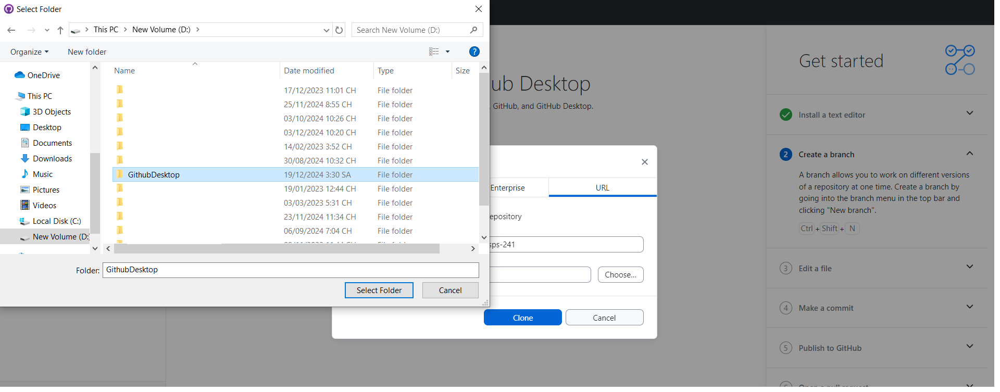 Select Folder
This PC
New Volume (D:)
Search New Volume (D:)
Organize
New folder
?
OneDrive
This PC
3D Objects
Desktop
Documents
Downloads
Music
Pictures
Videos
Local Disk (C:)
New Volume (D:
Name Date modified Type Size
17/12/2023 11:01 CH File folder
25/11/2024 8:55 CH File folder
03/10/2024 10:26 CH File folder
03/12/2024 10:20 CH File folder
14/02/2023 3:52 CH File folder
30/08/2024 10:32 CH File folder
GithubDesktop 19/12/2024 3:30 SA File folder
19/01/2023 12:44 CH File folder
03/03/2023 5:31 CH File folder
23/11/2024 11:34 CH File folder
06/09/2024 7:04 CH File folder
Folder: GithubDesktop
Select Folder
Cancel
ub Desktop
, GitHub, and GitHub Desktop.
Enterprise
URL
epository
sps-241
Choose...
Clone
Cancel
Get started
Install a text editor
2 Create a branch
A branch allows you to work on different versions
of a repository at one time. Create a branch by
going into the branch menu in the top bar and
clicking "New branch".
Ctrl + Shift + N
3 Edit a file
4 Make a commit
5 Publish to GitHub
Open a pull request